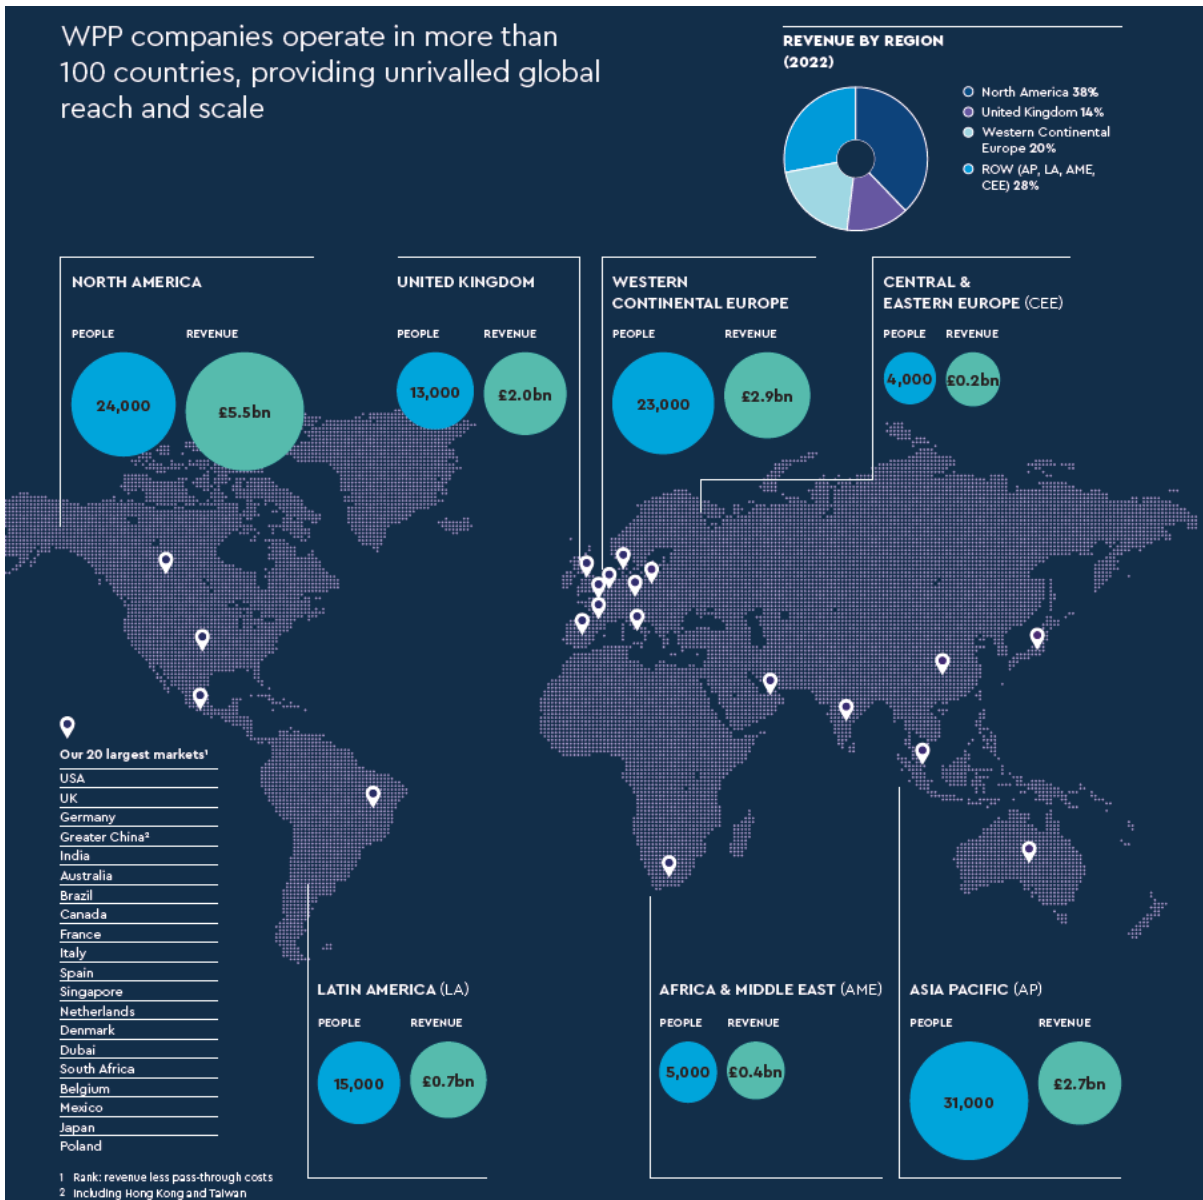 WPP companies operate in more than
100 countries, providing unrivalled global
reach and scale
REVENUE BY REGION
(2022)
North America 38%
United Kingdom 14%
Western Continental
Europe 20%
ROW (AP, LA, AME,
CEE) 28%
NORTH AMERICA
PEOPLE REVENUE
24,000 £5.5bn
UNITED KINGDOM
PEOPLE REVENUE
13,000 £2.0bn
WESTERN
CONTINENTAL EUROPE
PEOPLE REVENUE
23,000 £2.9bn
CENTRAL &
EASTERN EUROPE (CEE)
PEOPLE REVENUE
4,000 £0.2bn
Our 20 largest markets¹
USA
UK
Germany
Greater China²
India
Australia
Brazil
Canada
France
Italy
Spain
Singapore
Netherlands
Denmark
Dubai
South Africa
Belgium
Mexico
Japan
Poland
1 Rank: revenue less pass-through costs
2 Including Hong Kong and Taiwan
LATIN AMERICA (LA)
PEOPLE REVENUE
15,000 £0.7bn
AFRICA & MIDDLE EAST (AME)
PEOPLE REVENUE
5,000 £0.4bn
ASIA PACIFIC (AP)
PEOPLE REVENUE
31,000 £2.7bn